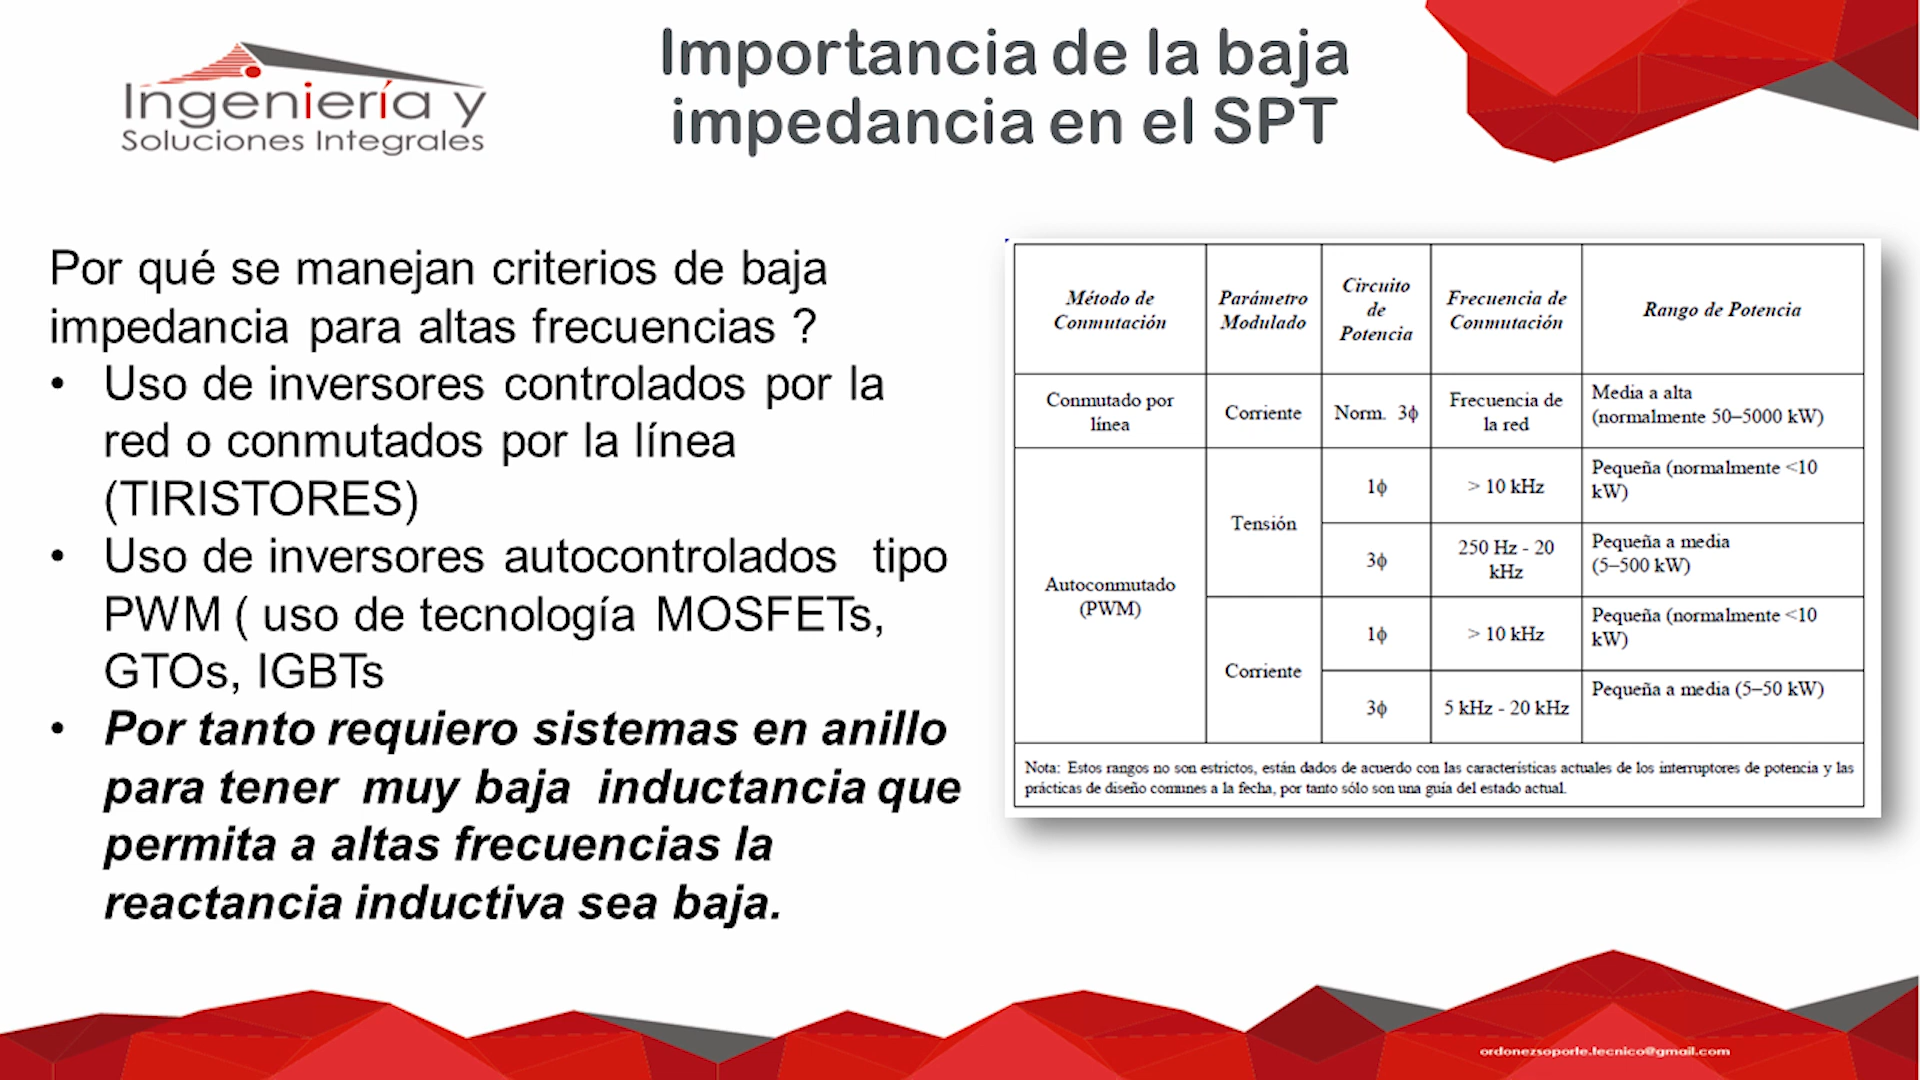 Ingeniería y
Soluciones Integrales
Importancia de la baja
impedancia en el SPT
Por qué se manejan criterios de baja
impedancia para altas frecuencias ?
• Uso de inversores controlados por la
red o conmutados por la línea
(TIRISTORES)
• Uso de inversores autocontrolados tipo
PWM ( uso de tecnología MOSFETs,
GTOs, IGBTs
• Por tanto requiero sistemas en anillo
para tener muy baja inductancia que
permita a altas frecuencias la
reactancia inductiva sea baja.
Método de
Conmutación
Parámetro
Modulado
Circuito
de
Potencia
Frecuencia de
Conmutación
Rango de Potencia
Conmutado por
línea
Corriente
Norm. 3ϕ
Frecuencia de
la red
Media a alta
(normalmente 50–5000 kW)
Autoconmutado
(PWM)
Tensión
1ϕ
> 10 kHz
Pequeña (normalmente <10
kW)
3ϕ
250 Hz - 20
kHz
Pequeña a media
(5–500 kW)
Corriente
1ϕ
> 10 kHz
Pequeña (normalmente <10
kW)
3ϕ
5 kHz - 20 kHz
Pequeña a media (5–50 kW)
Nota: Estos rangos no son estrictos, están dados de acuerdo con las características actuales de los interruptores de potencia y las
prácticas de diseño comunes a la fecha, por tanto sólo son una guía del estado actual.
ordonezsoporte.tecnico@gmail.com